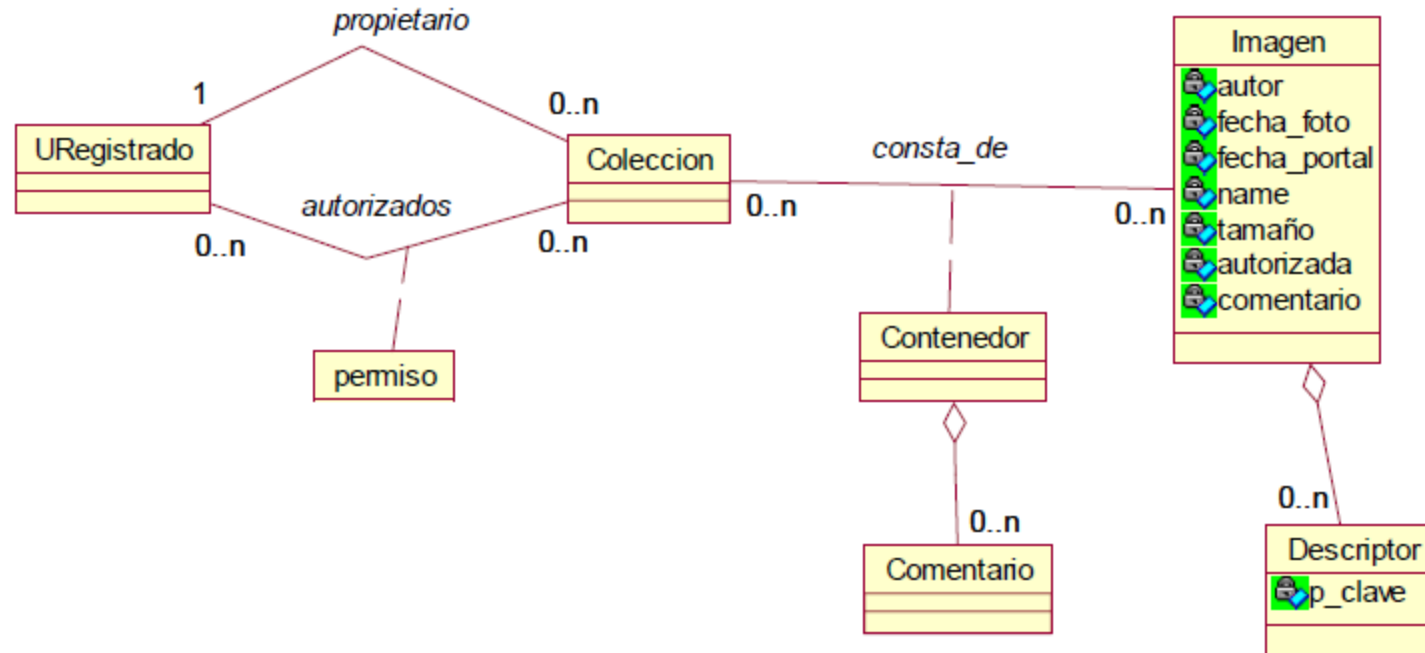 propietario
1
0..n
URegistrado
Coleccion
autorizados
0..n
0..n
permiso
consta_de
0..n
0..n
Contenedor
0..n
Comentario
Imagen
autor
fecha_foto
fecha_portal
name
tamaño
autorizada
comentario
0..n
Descriptor
p_clave